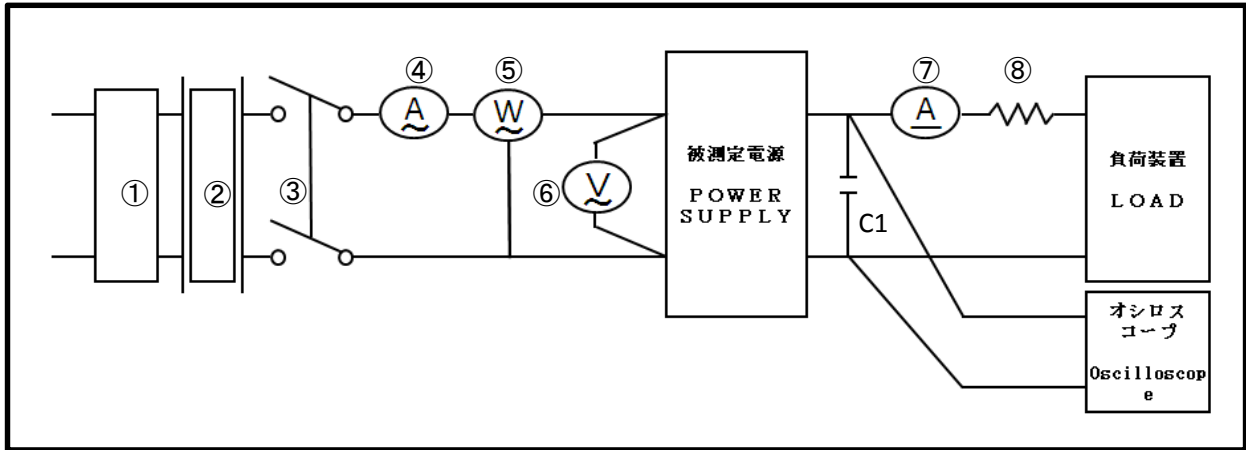 ①
②
③
④
A
~
⑤
W
~
⑥
V
~
被測定電源
POWER
SUPPLY
C1
⑦
A
⑧
負荷装置
LOAD
オシロス
コープ
Oscilloscop
e